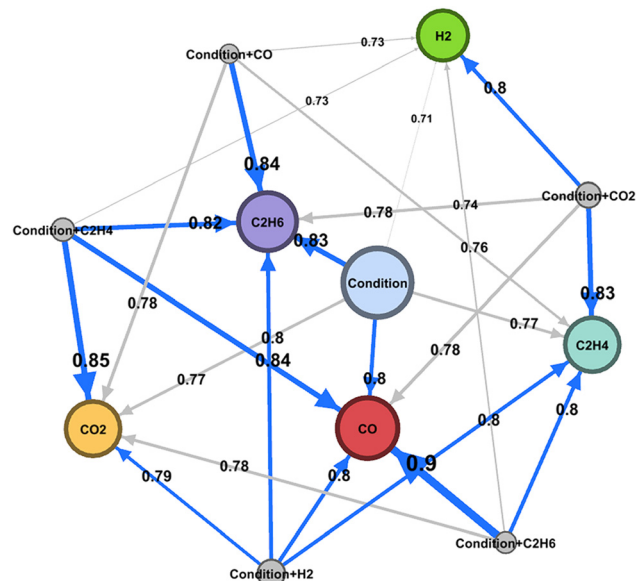 H2
Condition+CO
0.73
0.8
0.73
0.71
0.84
Condition+CO2
0.78
0.74
C2H6
0.82
Condition+C2H4
0.83
0.76
Condition
0.83
0.78
0.77
0.8
C2H4
0.84
0.78
0.85
0.77
0.8
0.8
0.8
CO2
CO
0.9
0.78
0.79
0.8
Condition+C2H6
Condition+H2